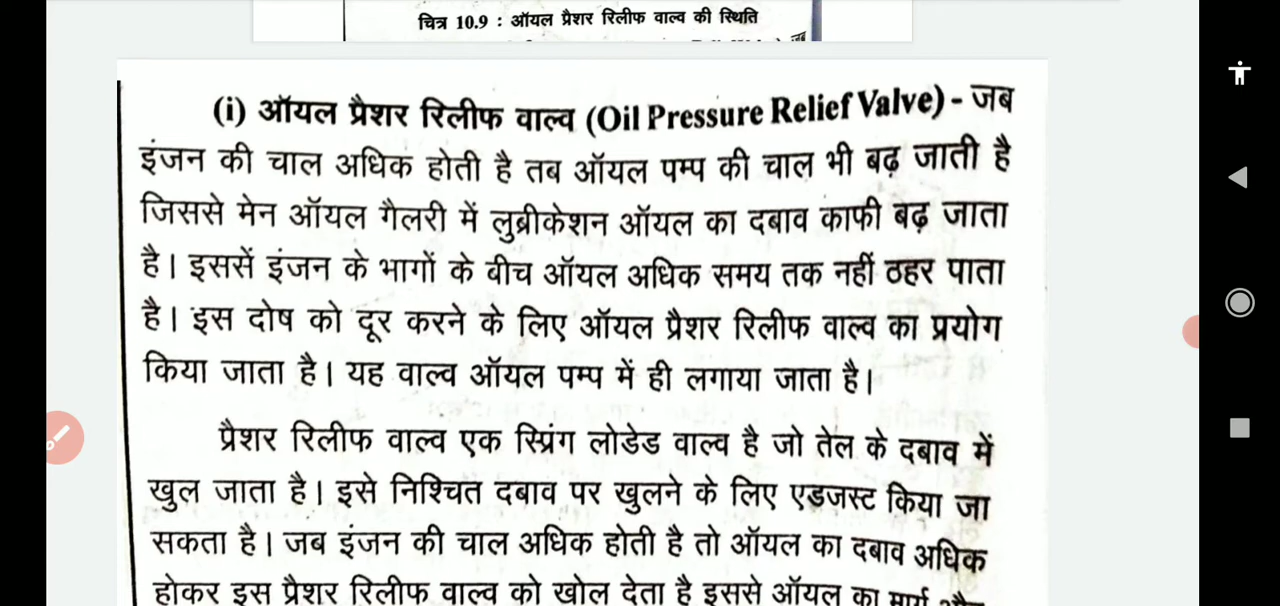 चित्र 10.9 : ऑयल प्रैशर रिलीफ वाल्व की स्थिति
(i) ऑयल प्रैशर रिलीफ वाल्व (Oil Pressure Relief Valve) - जब
इंजन की चाल अधिक होती है तब ऑयल पम्प की चाल भी बढ़ जाती है
जिससे मेन ऑयल गैलरी में लुब्रीकेशन ऑयल का दबाव काफी बढ़ जाता
है। इससें इंजन के भागों के बीच ऑयल अधिक समय तक नहीं ठहर पाता
है। इस दोष को दूर करने के लिए ऑयल प्रैशर रिलीफ वाल्व का प्रयोग
किया जाता है। यह वाल्व ऑयल पम्प में ही लगाया जाता है।
प्रैशर रिलीफ वाल्व एक स्प्रिंग लोडेड वाल्व है जो तेल के दबाव में
खुल जाता है। इसे निश्चित दबाव पर खुलने के लिए एडजस्ट किया जा
सकता है। जब इंजन की चाल अधिक होती है तो ऑयल का दबाव अधिक
होकर इस प्रैशर रिलीफ वाल्व को खोल देता है इससे ऑयल का मार्ग